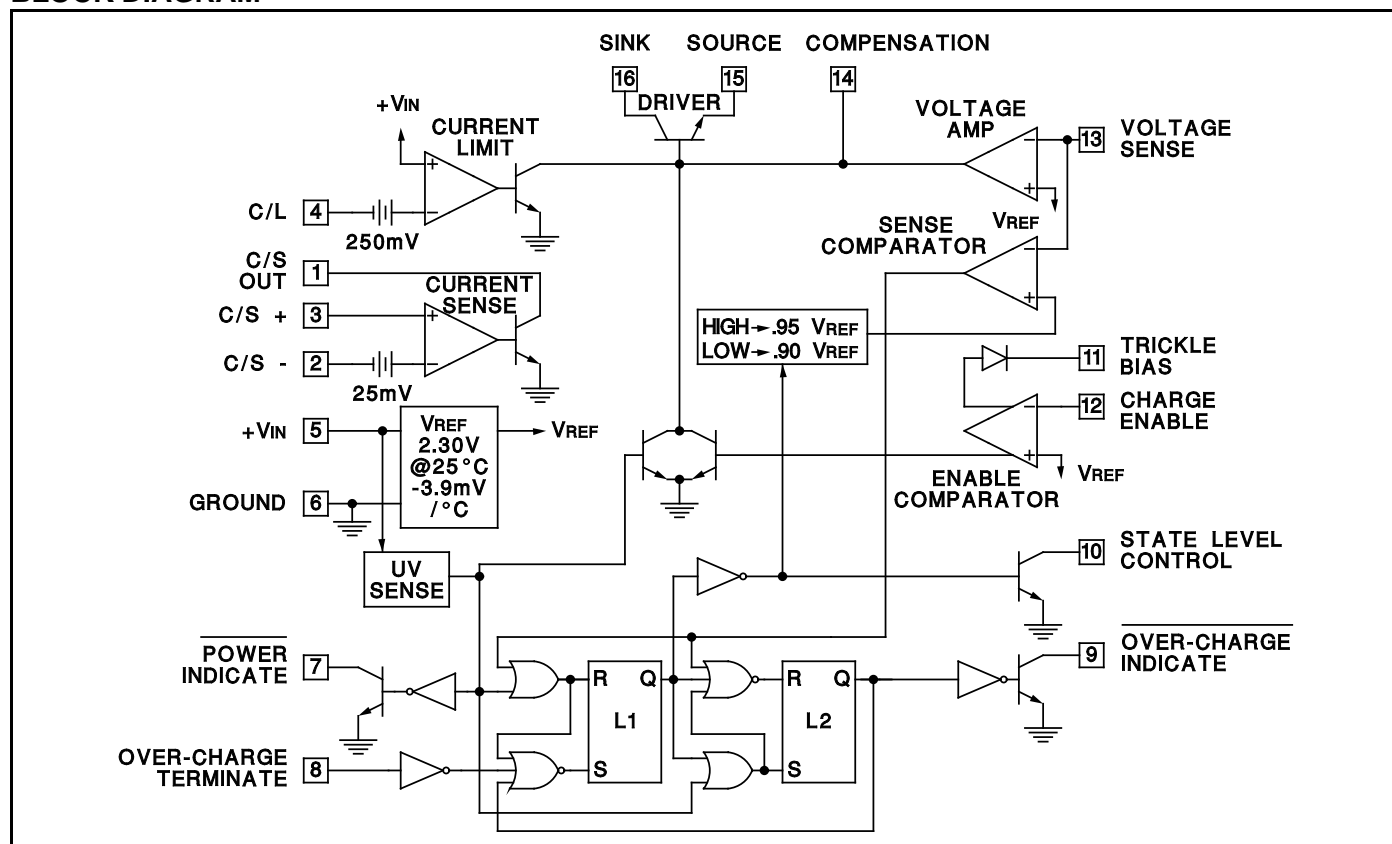 BLOCK DIAGRAM
SINK SOURCE COMPENSATION
16 15 14
DRIVER
+VIN
CURRENT
LIMIT
VOLTAGE
AMP
13 VOLTAGE
SENSE
C/L 4
250mV
VREF
SENSE
COMPARATOR
C/S
OUT 1
CURRENT
SENSE
C/S + 3
C/S - 2
25mV
HIGH→.95 VREF
LOW→.90 VREF
11 TRICKLE
BIAS
12 CHARGE
ENABLE
+VIN 5
VREF
2.30V
@25°C
-3.9mV
/°C
VREF
VREF
ENABLE
COMPARATOR
GROUND 6
UV
SENSE
10 STATE LEVEL
CONTROL
POWER
INDICATE 7
9 OVER-CHARGE
INDICATE
R Q
L1
S
R Q
L2
S
OVER-CHARGE
TERMINATE 8